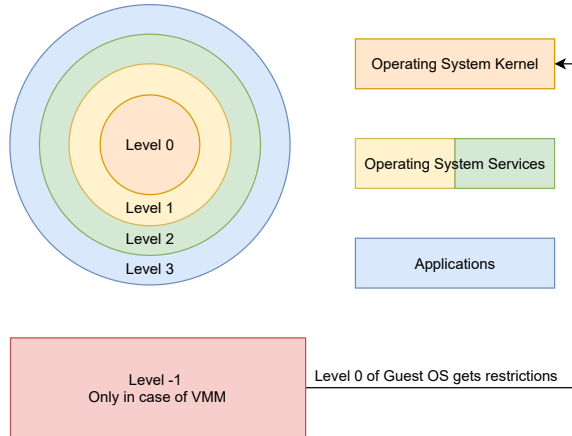 Level 0
Level 1
Level 2
Level 3
Operating System Kernel
Operating System Services
Applications
Level -1
Only in case of VMM
Level 0 of Guest OS gets restrictions